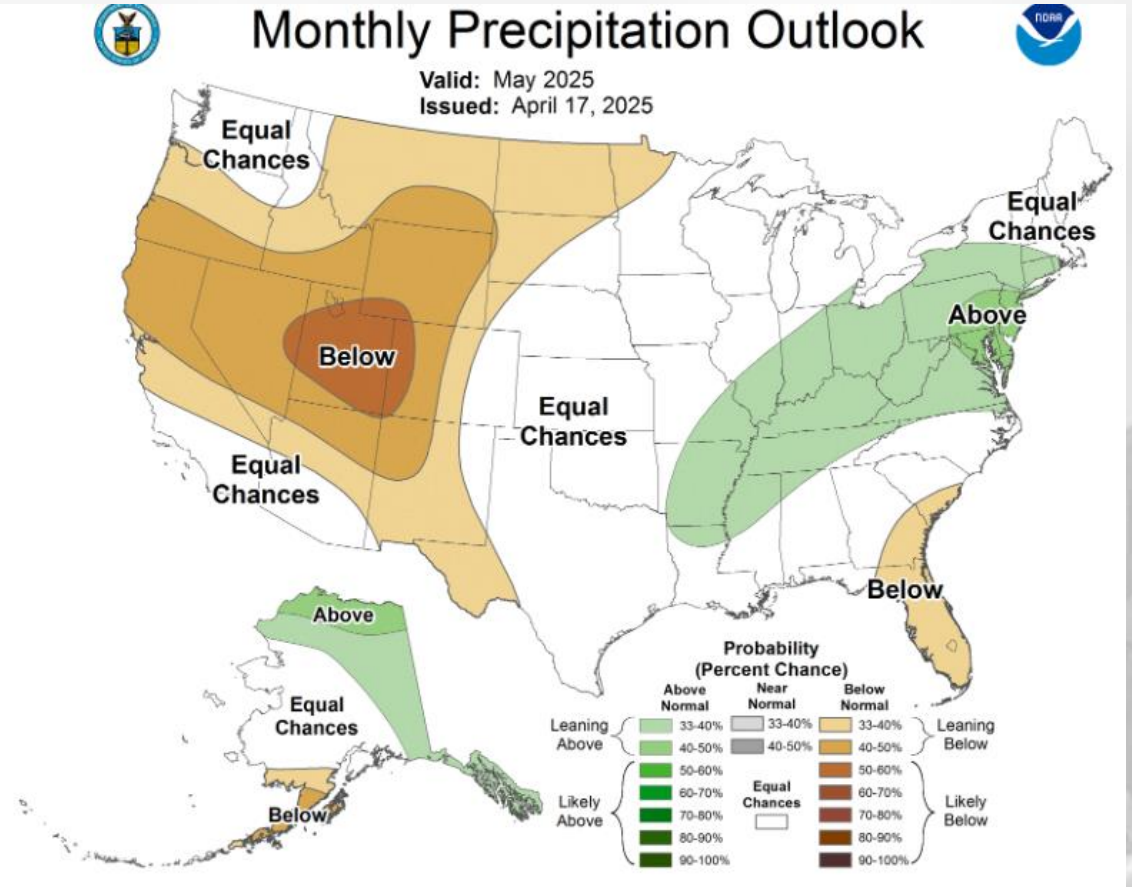 Monthly Precipitation Outlook
NOAA
Valid: May 2025
Issued: April 17, 2025
Equal
Chances
Equal
Chances
Above
Below
Equal
Chances
Equal
Chances
Below
Above
Equal
Chances
Below
Probability
(Percent Chance)
Above
Normal
Near
Normal
Below
Normal
Leaning
Above
33-40%
33-40%
33-40%
Leaning
Below
40-50%
40-50%
40-50%
Likely
Above
50-60%
60-70%
70-80%
80-90%
90-100%
Equal
Chances
50-60%
60-70%
70-80%
80-90%
90-100%
Likely
Below